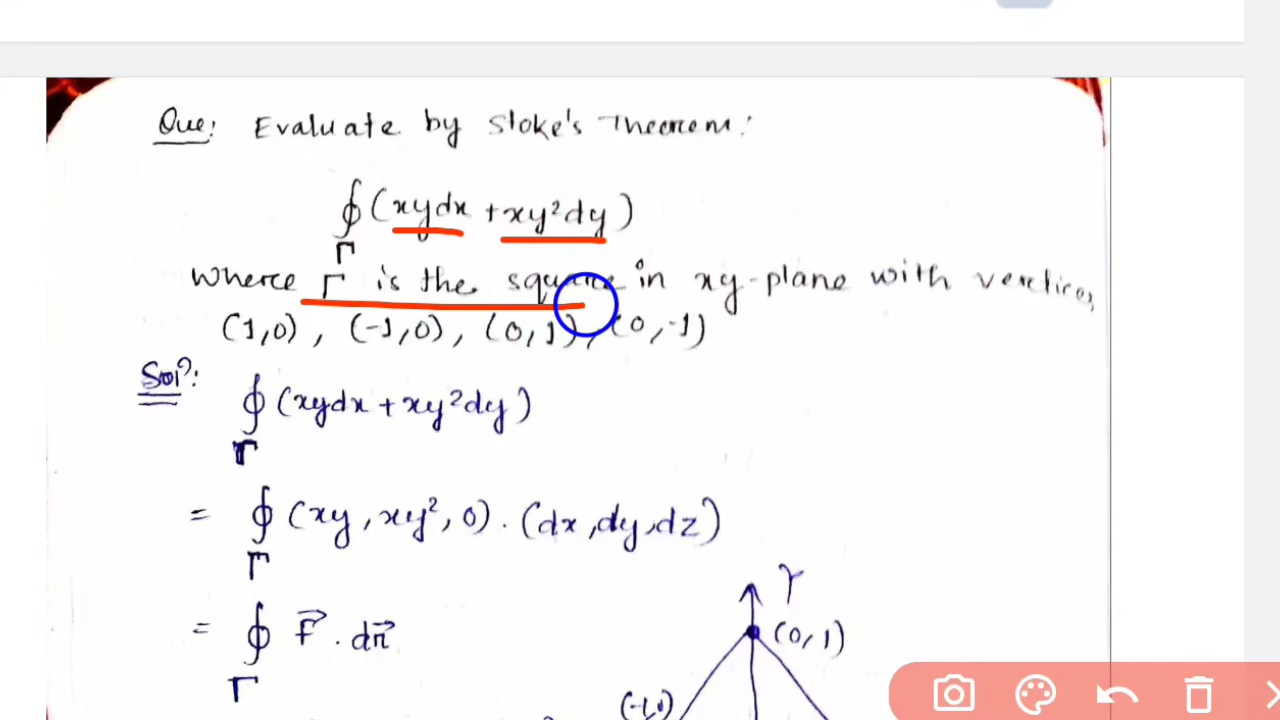 Que: Evaluate by Stoke's Theorem:
∮Γ (xydx + xy²dy)
where Γ is the square in xy-plane with vertices
(1,0), (-1,0), (0,1), (0,-1)
Solⁿ:
∮Γ (xydx + xy²dy)
= ∮Γ (xy, xy², 0) . (dx, dy, dz)
= ∮Γ F⃗ . dr⃗
Y
(0,1)
(-1,0)